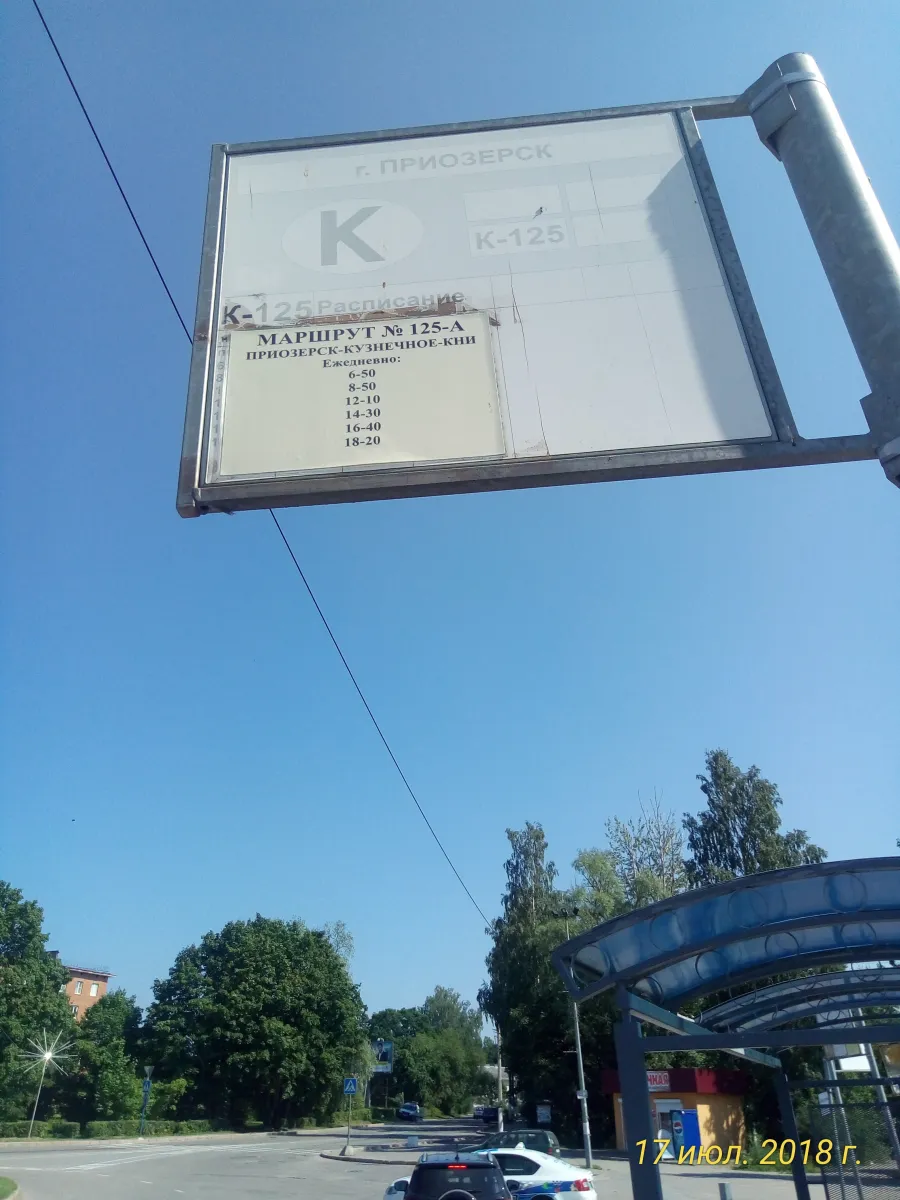 г. ПРИОЗЕРСК
К
К-125
К-125 Расписание
МАРШРУТ № 125-А
ПРИОЗЕРСК-КУЗНЕЧНОЕ-КНИ
Ежедневно:
6-50
8-50
12-10
14-30
16-40
18-20
17 июл. 2018 г.